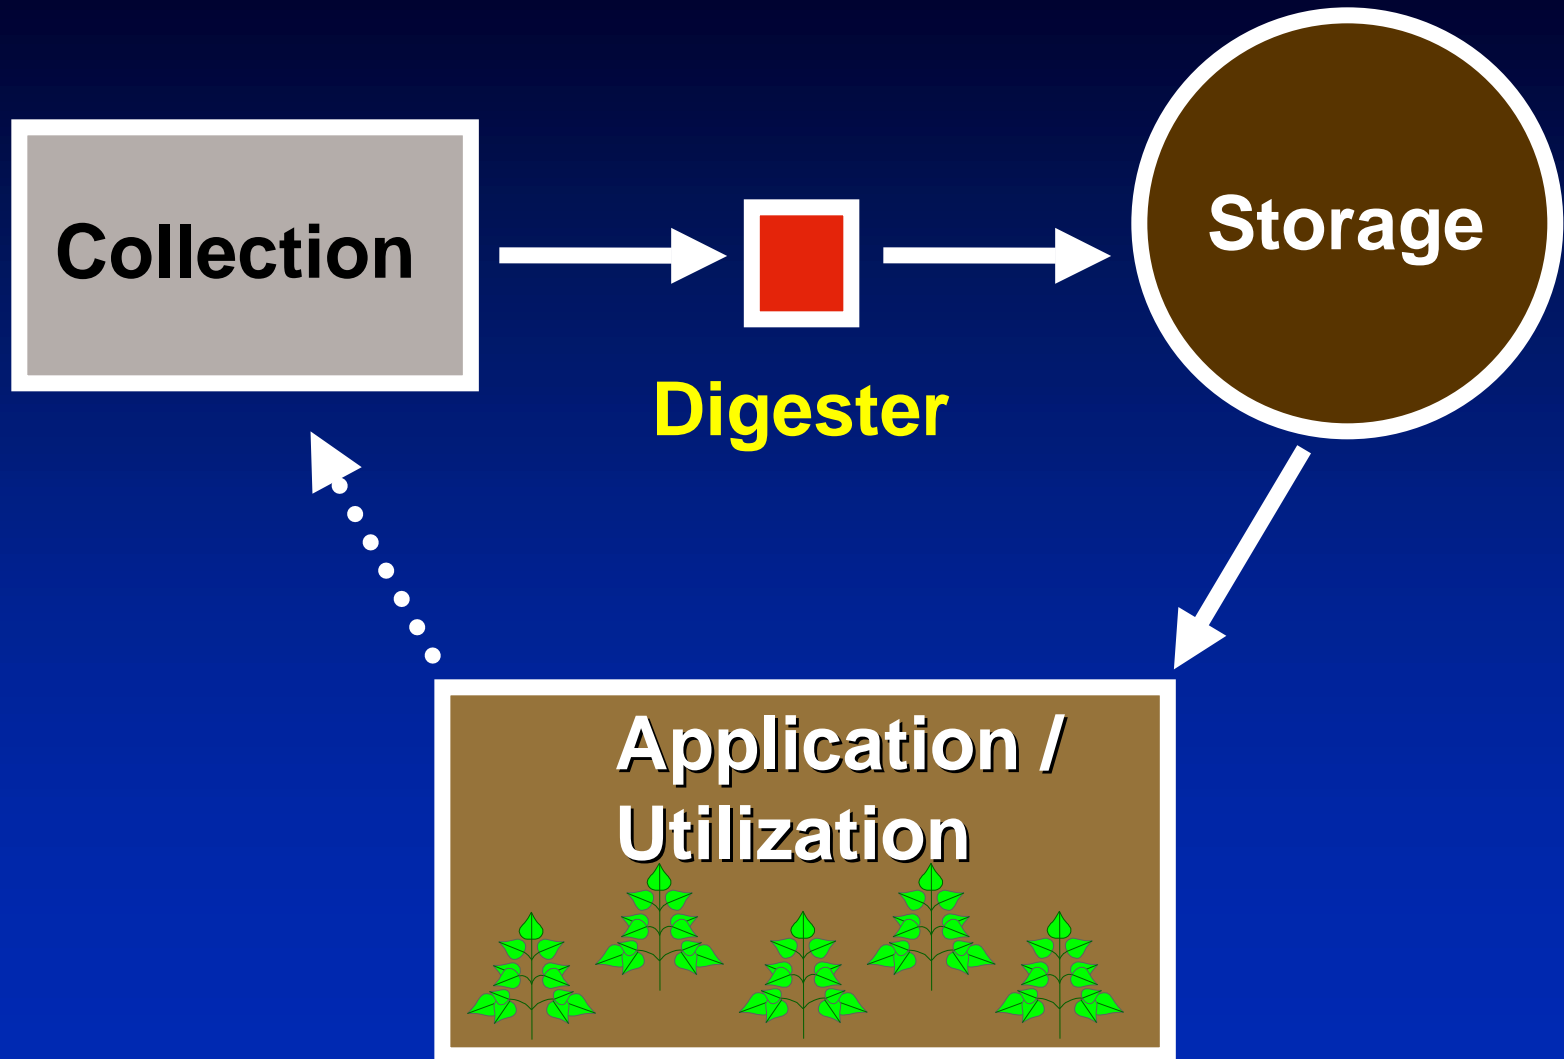 Collection
Storage
Digester
Application /
Utilization